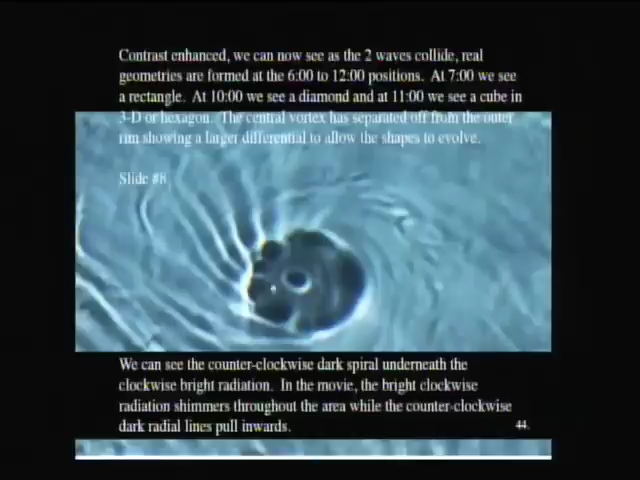 Contrast enhanced, we can now see as the 2 waves collide, real
geometries are formed at the 6:00 to 12:00 positions.  At 7:00 we see
a rectangle.  At 10:00 we see a diamond and at 11:00 we see a cube in
3-D or hexagon.  The central vortex has separated off from the outer
rim showing a larger differential to allow the shapes to evolve.
Slide #8
We can see the counter-clockwise dark spiral underneath the
clockwise bright radiation.  In the movie, the bright clockwise
radiation shimmers throughout the area while the counter-clockwise
dark radial lines pull inwards.
44.